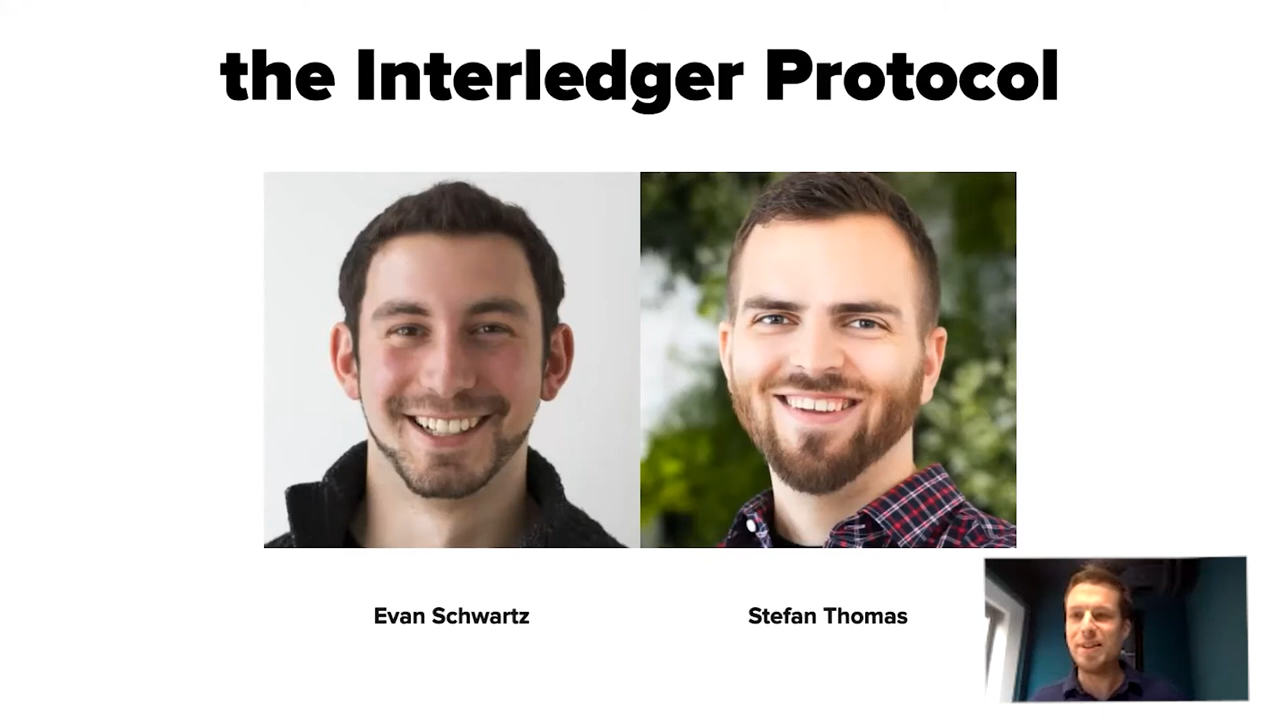 the Interledger Protocol
Evan Schwartz
Stefan Thomas